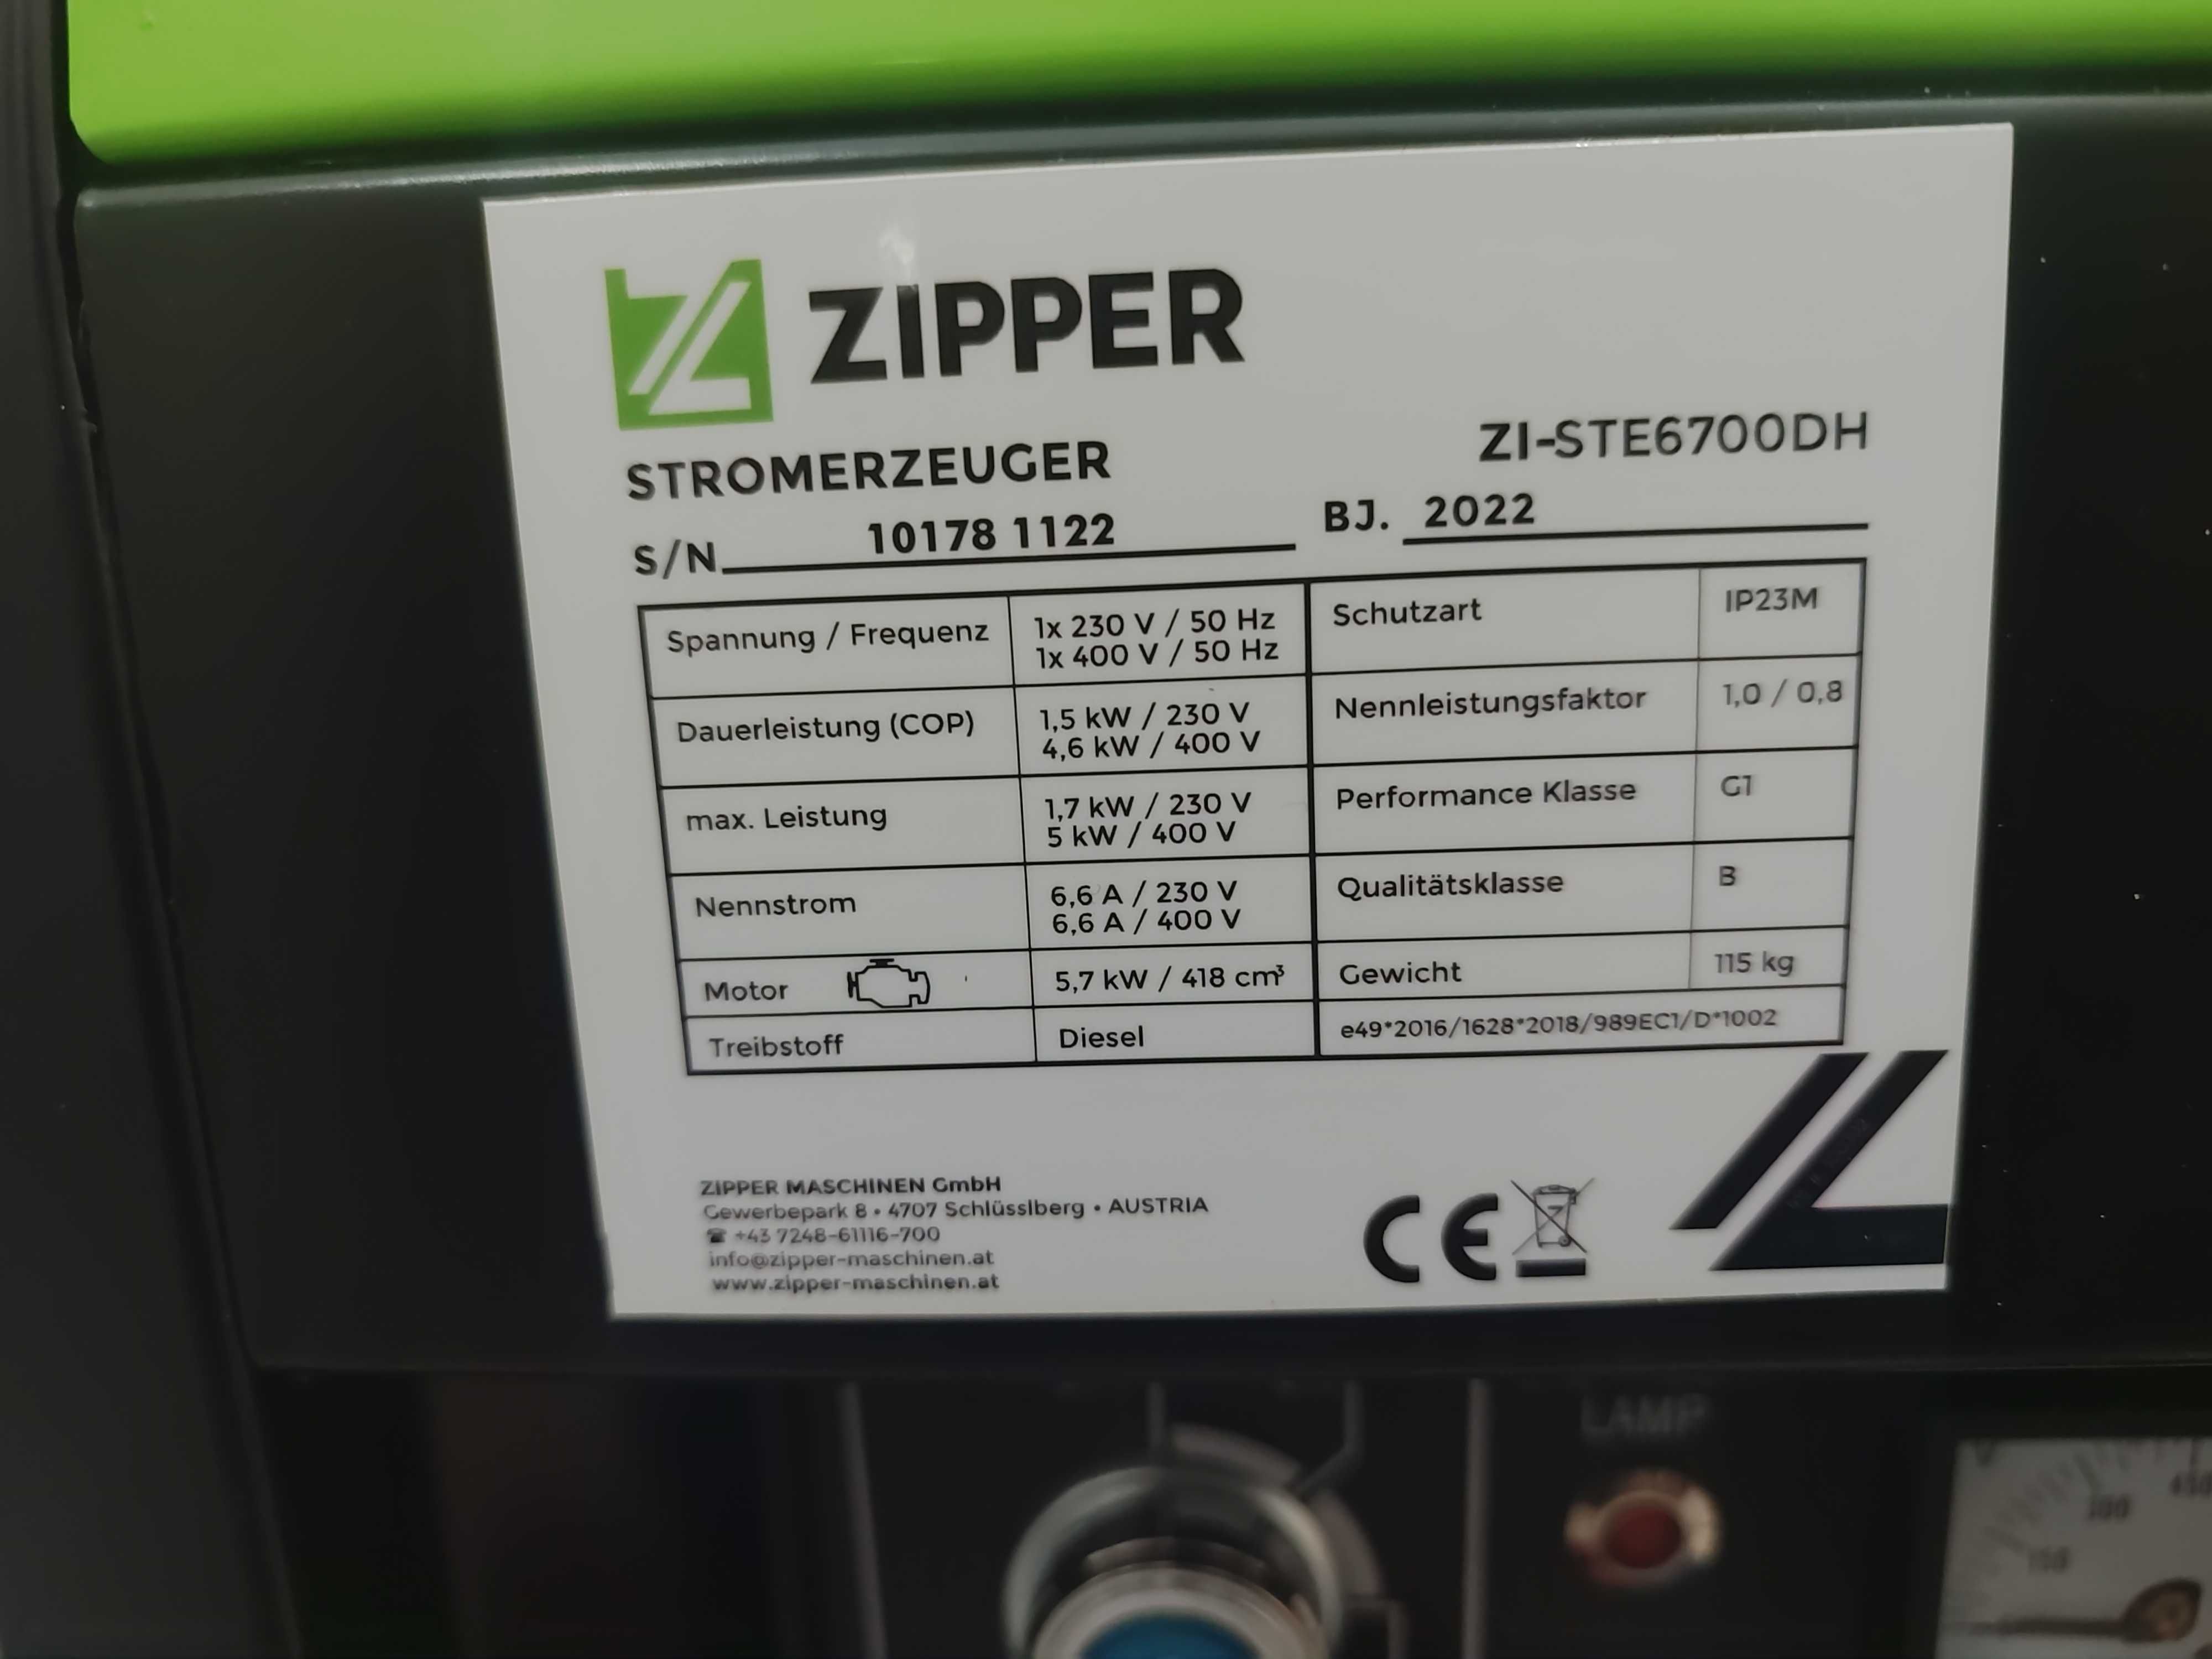 ZIPPER
STROMERZEUGER
ZI-STE6700DH
S/N 10178 1122
BJ. 2022
Spannung / Frequenz
1x 230 V / 50 Hz
1x 400 V / 50 Hz
Schutzart
IP23M
Dauerleistung (COP)
1,5 kW / 230 V
4,6 kW / 400 V
Nennleistungsfaktor
1,0 / 0,8
max. Leistung
1,7 kW / 230 V
5 kW / 400 V
Performance Klasse
G1
Nennstrom
6,6 A / 230 V
6,6 A / 400 V
Qualitätsklasse
B
Motor
5,7 kW / 418 cm³
Gewicht
115 kg
Treibstoff
Diesel
e49*2016/1628*2018/989EC1/D*1002
ZIPPER MASCHINEN GmbH
Gewerbepark 8 • 4707 Schlüsslberg • AUSTRIA
☎ +43 7248-61116-700
info@zipper-maschinen.at
www.zipper-maschinen.at
CE
LAMP
V
150
300
450